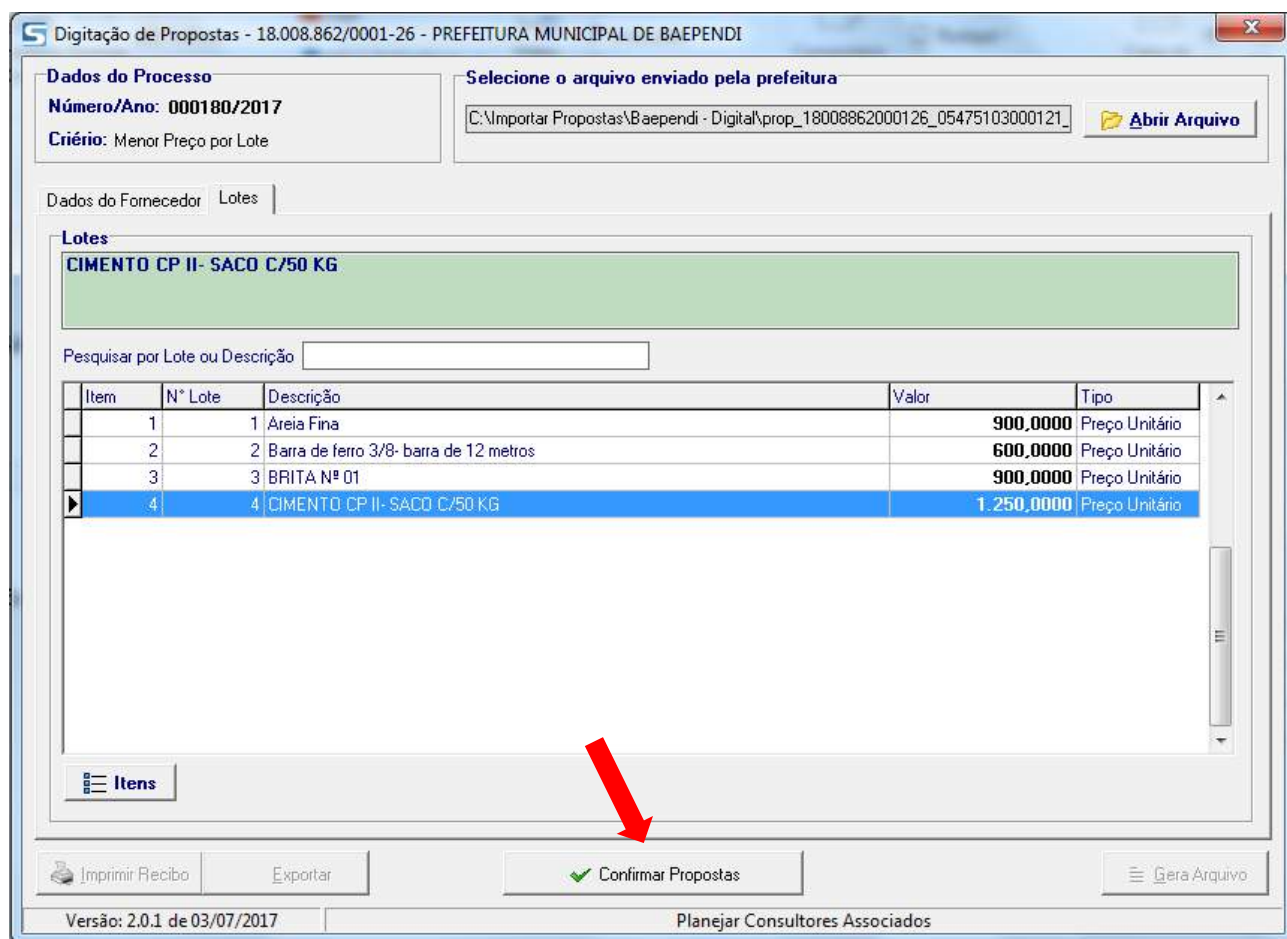 Digitação de Propostas - 18.008.862/0001-26 - PREFEITURA MUNICIPAL DE BAEPENDI
Dados do Processo
Número/Ano: 000180/2017
Criério: Menor Preço por Lote
Selecione o arquivo enviado pela prefeitura
C:\Importar Propostas\Baependi - Digital\prop_18008862000126_05475103000121_
Abrir Arquivo
Dados do Fornecedor Lotes
Lotes
CIMENTO CP II- SACO C/50 KG
Pesquisar por Lote ou Descrição
Item N° Lote Descrição Valor Tipo
1 1 Areia Fina 900,0000 Preço Unitário
2 2 Barra de ferro 3/8- barra de 12 metros 600,0000 Preço Unitário
3 3 BRITA Nº 01 900,0000 Preço Unitário
4 4 CIMENTO CP II- SACO C/50 KG 1.250,0000 Preço Unitário
Itens
Imprimir Recibo Exportar Confirmar Propostas Gera Arquivo
Versão: 2.0.1 de 03/07/2017 Planejar Consultores Associados